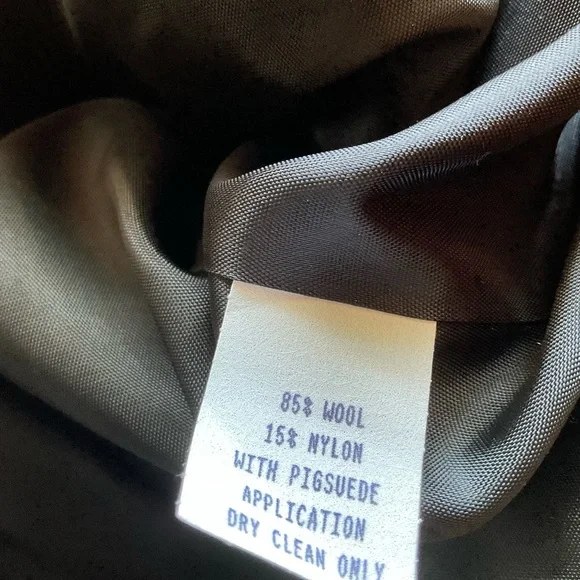 85% WOOL
15% NYLON
WITH PIGSUEDE
APPLICATION
DRY CLEAN ONLY